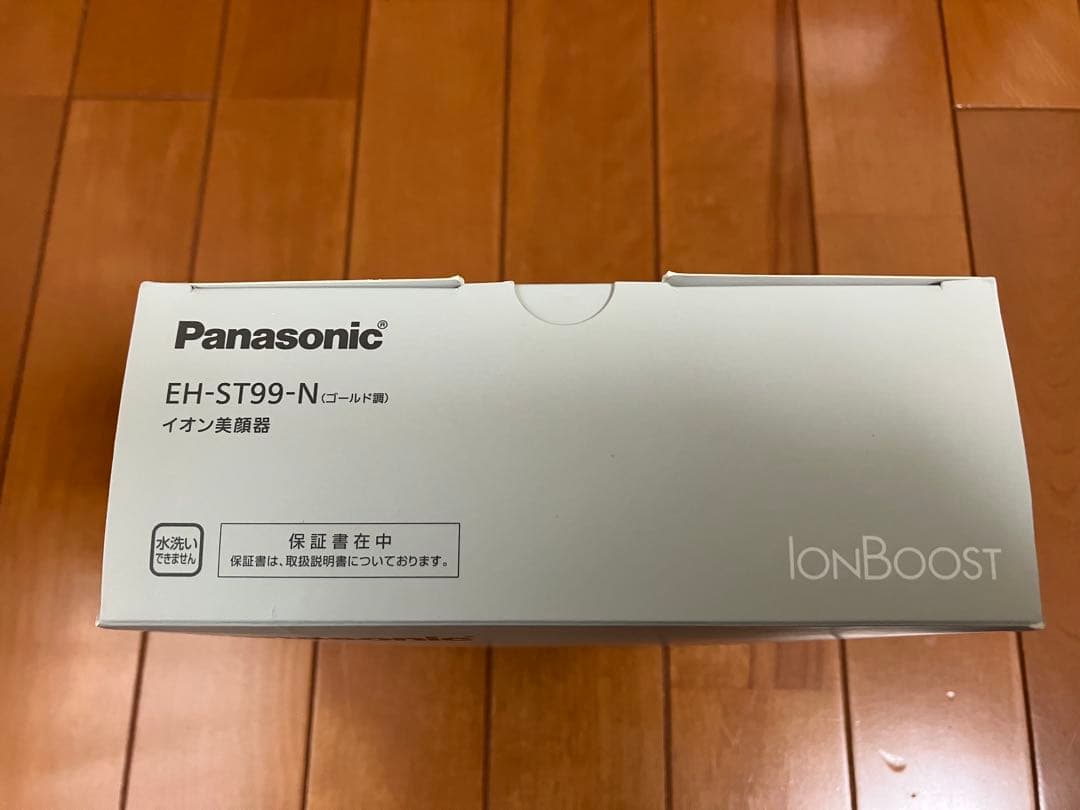 Panasonic®
EH-ST99-N(ゴールド調)
イオン美顔器
水洗い
できません
保証書在中
保証書は、取扱説明書についております。
IONBOOST
Panasonic